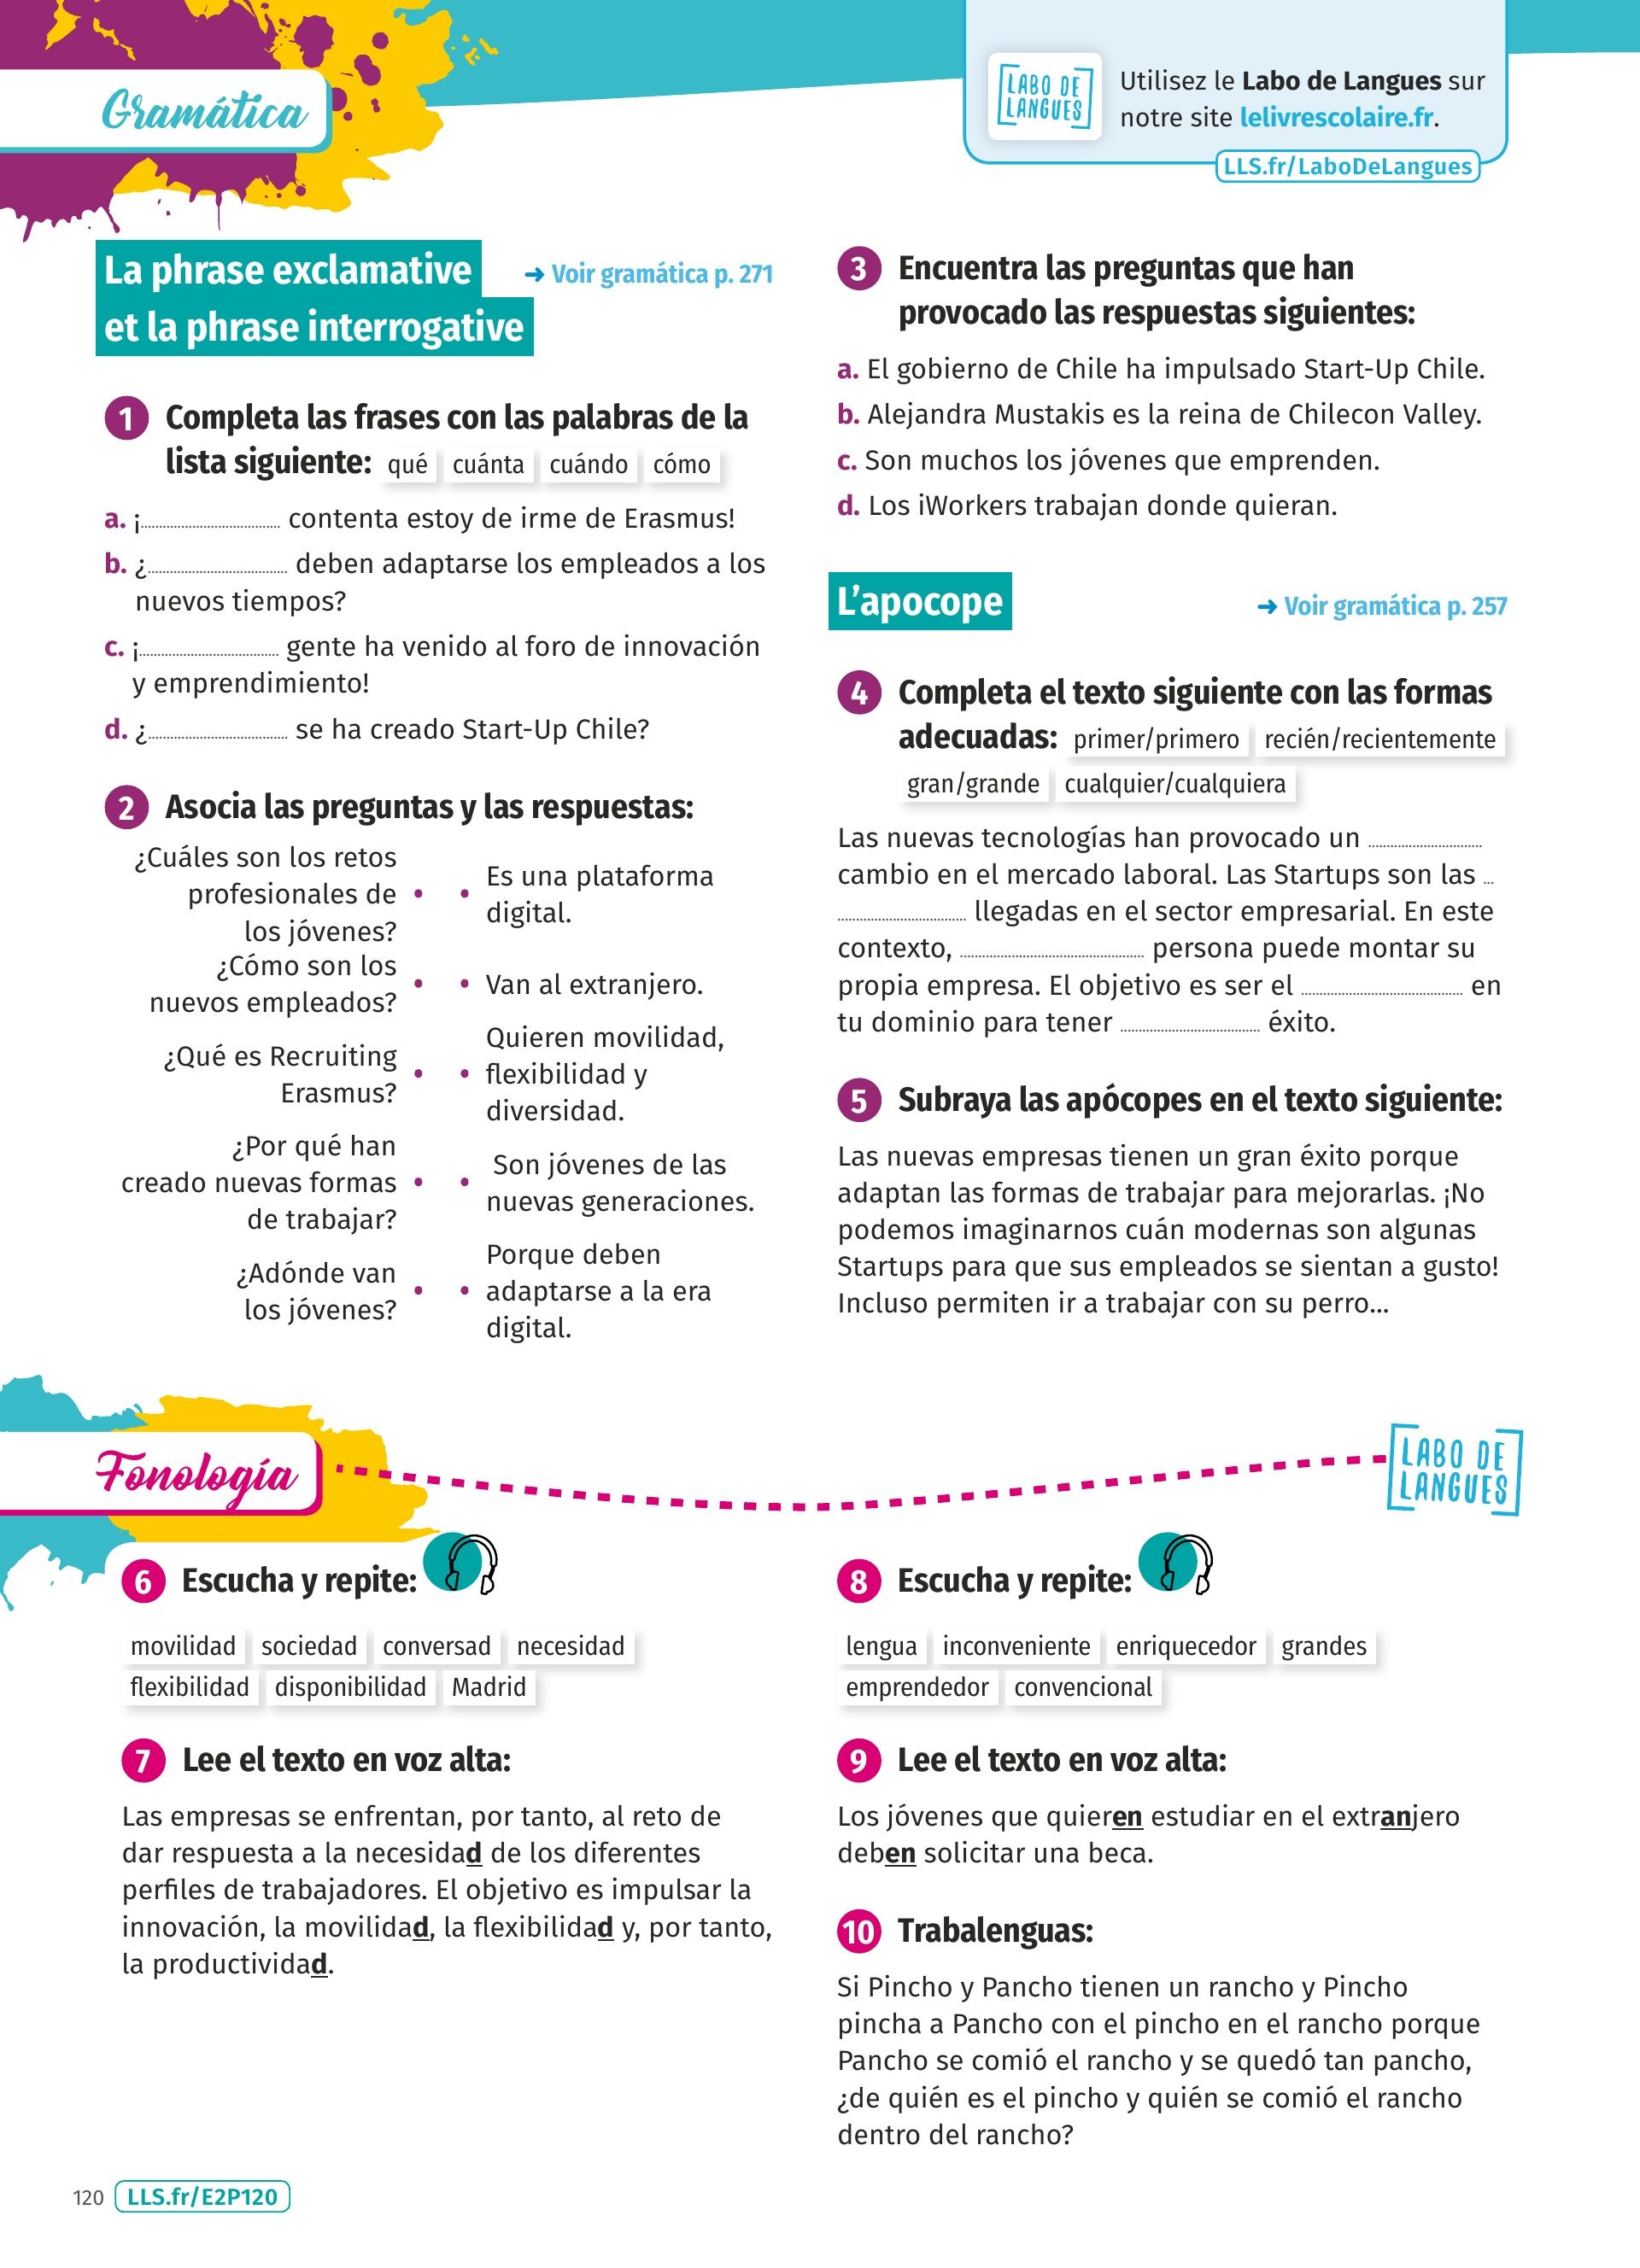 Gramática
LABO DE
LANGUES
Utilisez le Labo de Langues sur
notre site lelivrescolaire.fr.
LLS.fr/LaboDeLangues
La phrase exclamative
et la phrase interrogative
➜ Voir gramática p. 271
1 Completa las frases con las palabras de la
lista siguiente: qué cuánta cuándo cómo
a. ¡.................... contenta estoy de irme de Erasmus!
b. ¿.................... deben adaptarse los empleados a los
nuevos tiempos?
c. ¡.................... gente ha venido al foro de innovación
y emprendimiento!
d. ¿.................... se ha creado Start-Up Chile?
2 Asocia las preguntas y las respuestas:
¿Cuáles son los retos
profesionales de
los jóvenes?
¿Cómo son los
nuevos empleados?
¿Qué es Recruiting
Erasmus?
¿Por qué han
creado nuevas formas
de trabajar?
¿Adónde van
los jóvenes?
Es una plataforma
digital.
Van al extranjero.
Quieren movilidad,
flexibilidad y
diversidad.
Son jóvenes de las
nuevas generaciones.
Porque deben
adaptarse a la era
digital.
3 Encuentra las preguntas que han
provocado las respuestas siguientes:
a. El gobierno de Chile ha impulsado Start-Up Chile.
b. Alejandra Mustakis es la reina de Chilecon Valley.
c. Son muchos los jóvenes que emprenden.
d. Los iWorkers trabajan donde quieran.
L'apocope
➜ Voir gramática p. 257
4 Completa el texto siguiente con las formas
adecuadas: primer/primero recién/recientemente
gran/grande cualquier/cualquiera
Las nuevas tecnologías han provocado un ....................
cambio en el mercado laboral. Las Startups son las ...
.................... llegadas en el sector empresarial. En este
contexto, .................... persona puede montar su
propia empresa. El objetivo es ser el .................... en
tu dominio para tener .................... éxito.
5 Subraya las apócopes en el texto siguiente:
Las nuevas empresas tienen un gran éxito porque
adaptan las formas de trabajar para mejorarlas. ¡No
podemos imaginarnos cuán modernas son algunas
Startups para que sus empleados se sientan a gusto!
Incluso permiten ir a trabajar con su perro...
Fonología
LABO DE
LANGUES
6 Escucha y repite:
movilidad sociedad conversad necesidad
flexibilidad disponibilidad Madrid
7 Lee el texto en voz alta:
Las empresas se enfrentan, por tanto, al reto de
dar respuesta a la necesidad de los diferentes
perfiles de trabajadores. El objetivo es impulsar la
innovación, la movilidad, la flexibilidad y, por tanto,
la productividad.
8 Escucha y repite:
lengua inconveniente enriquecedor grandes
emprendedor convencional
9 Lee el texto en voz alta:
Los jóvenes que quieren estudiar en el extranjero
deben solicitar una beca.
10 Trabalenguas:
Si Pincho y Pancho tienen un rancho y Pincho
pincha a Pancho con el pincho en el rancho porque
Pancho se comió el rancho y se quedó tan pancho,
¿de quién es el pincho y quién se comió el rancho
dentro del rancho?
120 LLS.fr/E2P120